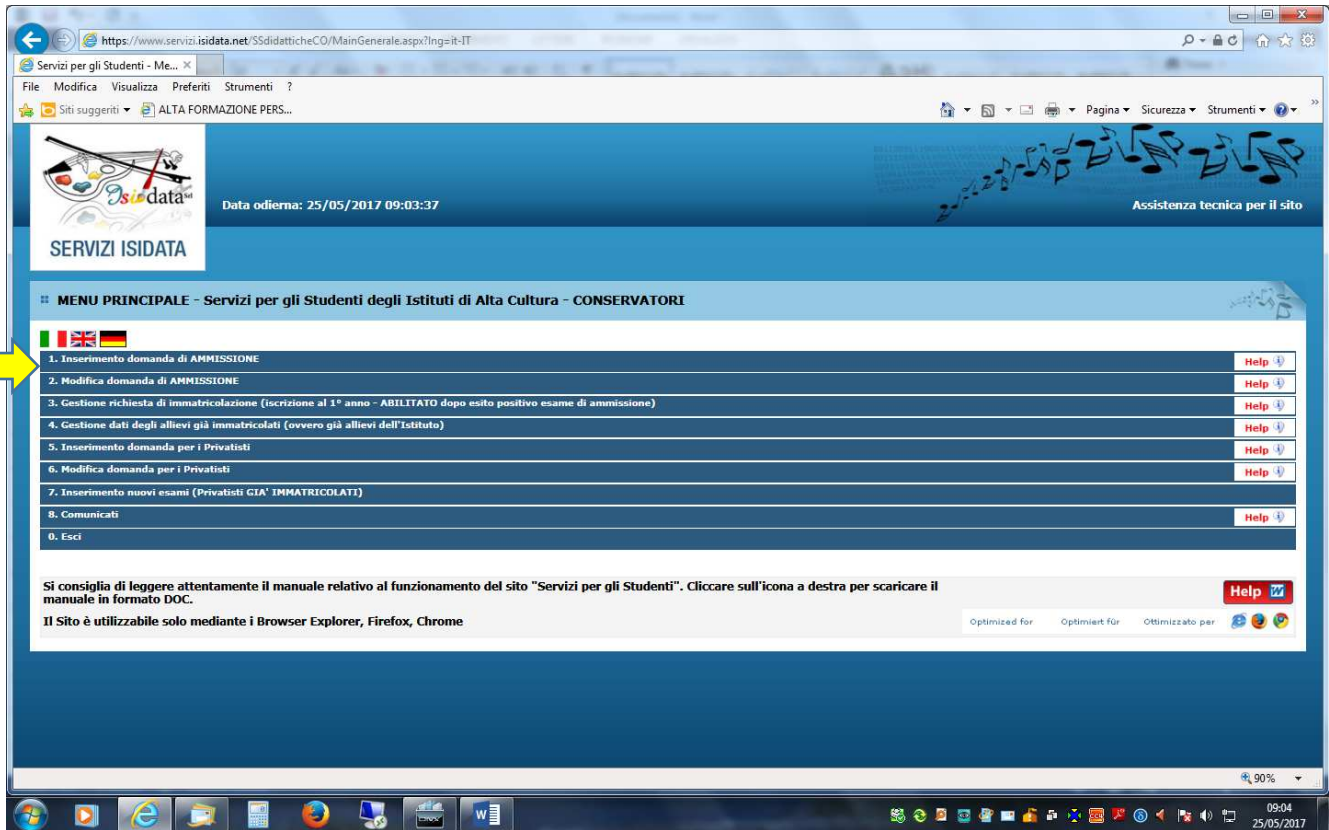 https://www.servizi.isidata.net/SSdidatticheCO/MainGenerale.aspx?lng=it-IT
Servizi per gli Studenti - Me...
File Modifica Visualizza Preferiti Strumenti ?
Siti suggeriti ALTA FORMAZIONE PERS...
Pagina Sicurezza Strumenti
Isidata srl
Data odierna: 25/05/2017 09:03:37
Assistenza tecnica per il sito
SERVIZI ISIDATA
MENU PRINCIPALE - Servizi per gli Studenti degli Istituti di Alta Cultura - CONSERVATORI
1. Inserimento domanda di AMMISSIONE Help
2. Modifica domanda di AMMISSIONE Help
3. Gestione richiesta di immatricolazione (iscrizione al 1° anno - ABILITATO dopo esito positivo esame di ammissione) Help
4. Gestione dati degli allievi già immatricolati (ovvero già allievi dell'Istituto) Help
5. Inserimento domanda per i Privatisti Help
6. Modifica domanda per i Privatisti Help
7. Inserimento nuovi esami (Privatisti GIA' IMMATRICOLATI)
8. Comunicati Help
0. Esci
Si consiglia di leggere attentamente il manuale relativo al funzionamento del sito "Servizi per gli Studenti". Cliccare sull'icona a destra per scaricare il
manuale in formato DOC.
Help
Il Sito è utilizzabile solo mediante i Browser Explorer, Firefox, Chrome
Optimized for Optimiert für Ottimizzato per
90%
09:04
25/05/2017